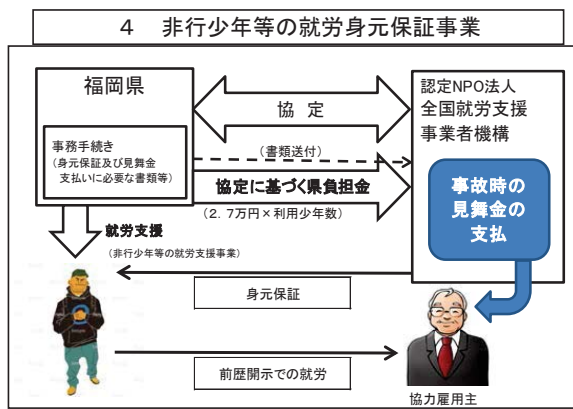 ４　非行少年等の就労身元保証事業
福岡県
事務手続き
（身元保証及び見舞金
支払いに必要な書類等）
協 定
認定NPO法人
全国就労支援
事業者機構
（書類送付）
協定に基づく県負担金
（２．７万円×利用少年数）
事故時の
見舞金の
支払
就労支援
（非行少年等の就労支援事業）
身元保証
前歴開示での就労
協力雇用主